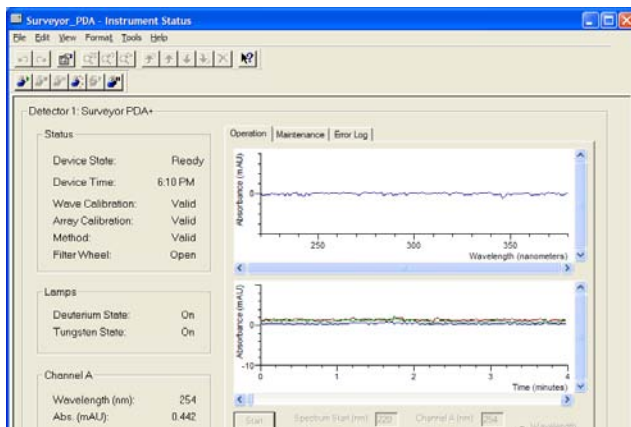 Surveyor_PDA - Instrument Status
File Edit View Format Tools Help
Detector 1: Surveyor PDA+
Status
Device State: Ready
Device Time: 6:10 PM
Wave Calibration: Valid
Array Calibration: Valid
Method: Valid
Filter Wheel: Open
Lamps
Deuterium State: On
Tungsten State: On
Channel A
Wavelength (nm): 254
Abs. (mAU): 0.442
Operation Maintenance Error Log
Absorbance (mAU)
0
250 300 350
Wavelength (nanometers)
Absorbance (mAU)
0
-10
0 1 2 3 4
Time (minutes)
Start Spectrum Start (nm): 220 Channel A (nm): 254 Wavelength